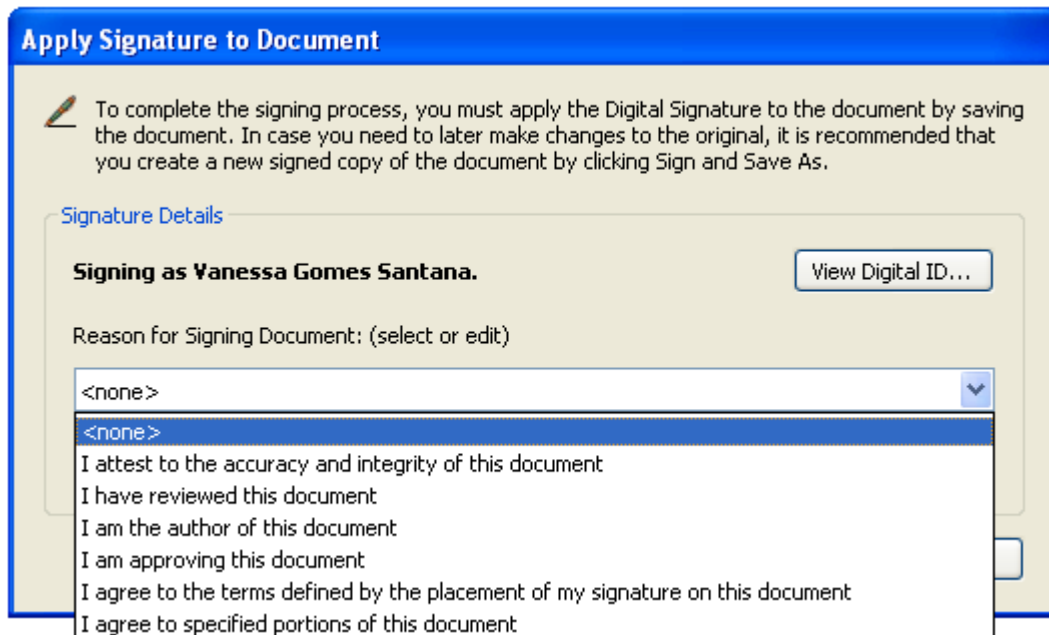 Apply Signature to Document
To complete the signing process, you must apply the Digital Signature to the document by saving
the document. In case you need to later make changes to the original, it is recommended that
you create a new signed copy of the document by clicking Sign and Save As.
Signature Details
Signing as Vanessa Gomes Santana.
View Digital ID...
Reason for Signing Document: (select or edit)
<none>
<none>
I attest to the accuracy and integrity of this document
I have reviewed this document
I am the author of this document
I am approving this document
I agree to the terms defined by the placement of my signature on this document
I agree to specified portions of this document